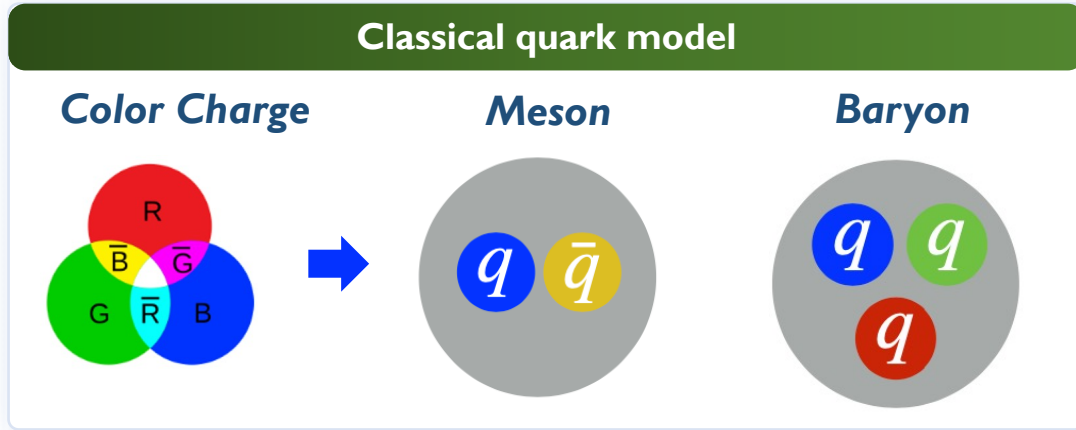 Classical quark model
Color Charge Meson Baryon
R
B̅ G̅
G R̅ B
q q̅
q q
q